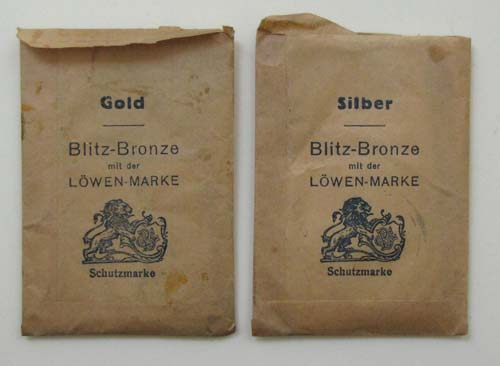 Gold
Blitz-Bronze
mit der
LÖWEN-MARKE
Schutzmarke
Silber
Blitz-Bronze
mit der
LÖWEN-MARKE
Schutzmarke